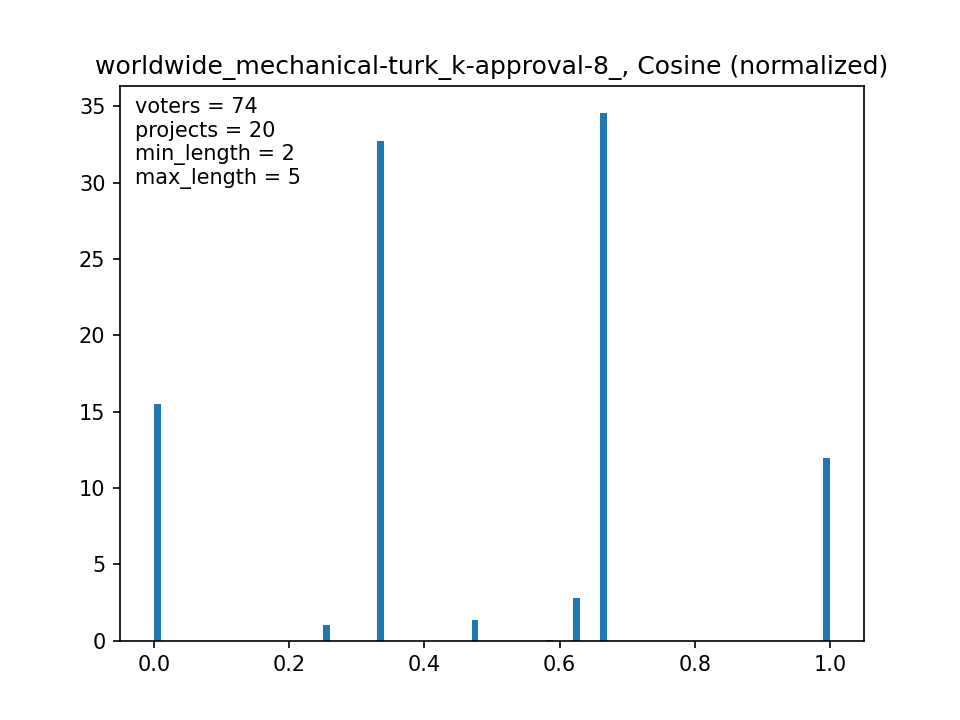 worldwide_mechanical-turk_k-approval-8_, Cosine (normalized)
voters = 74
projects = 20
min_length = 2
max_length = 5
35
30
25
20
15
10
5
0
0.0 0.2 0.4 0.6 0.8 1.0